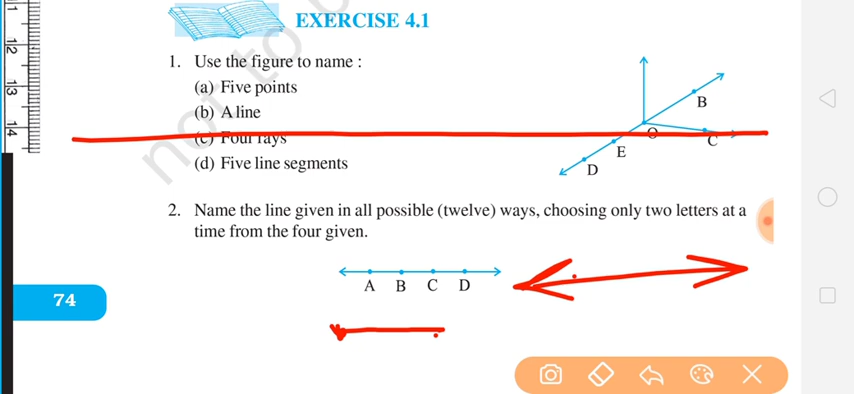 EXERCISE 4.1
1. Use the figure to name :
(a) Five points
(b) A line
(c) Four rays
(d) Five line segments
B
O
C
E
D
2. Name the line given in all possible (twelve) ways, choosing only two letters at a
time from the four given.
A B C D
74
11
12
13
14
not to